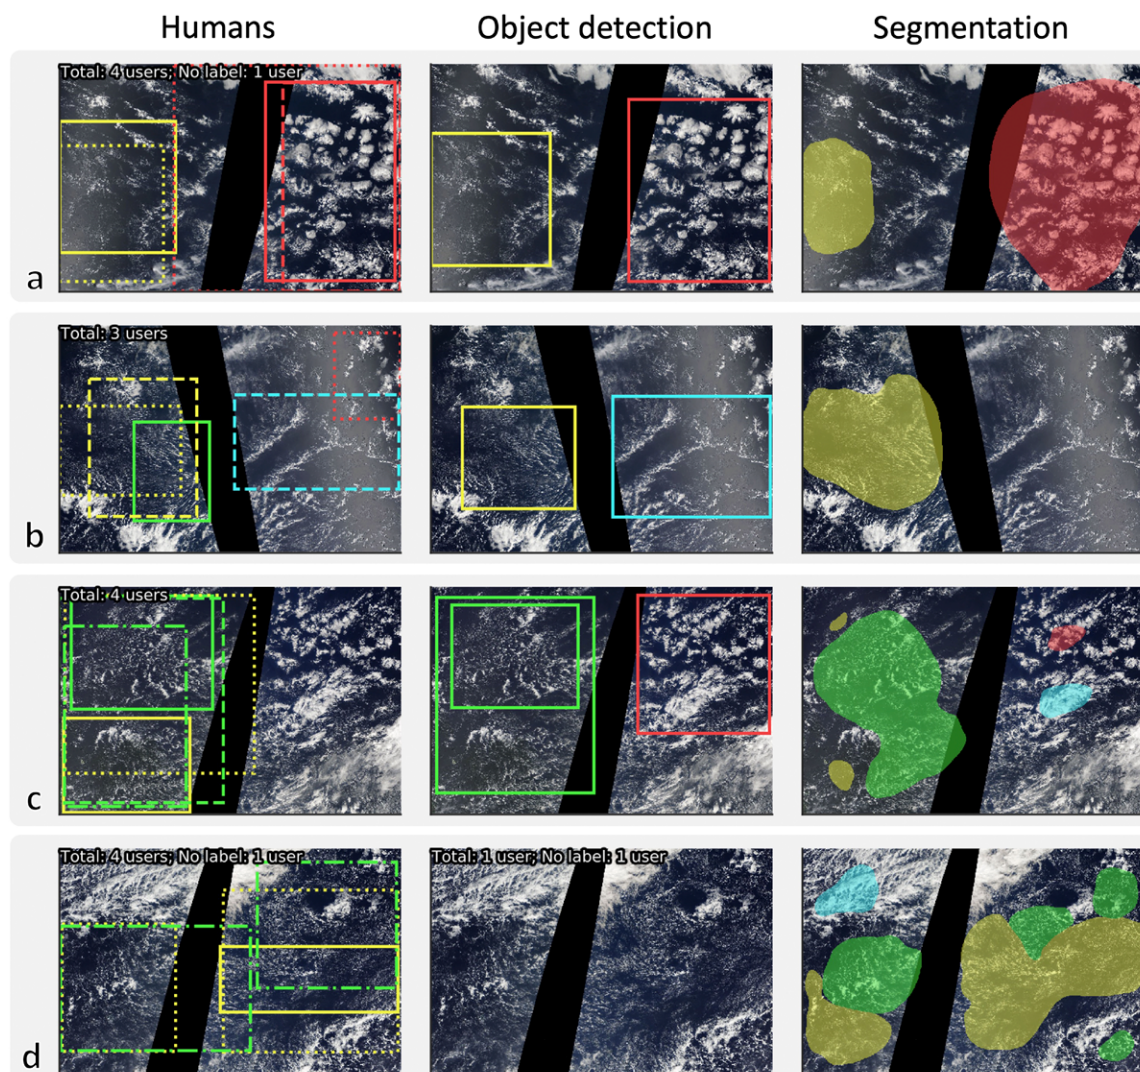 Humans
Object detection
Segmentation
Total: 4 users; No label: 1 user
a
Total: 3 users
b
Total: 4 users
c
Total: 4 users; No label: 1 user
Total: 1 user; No label: 1 user
d